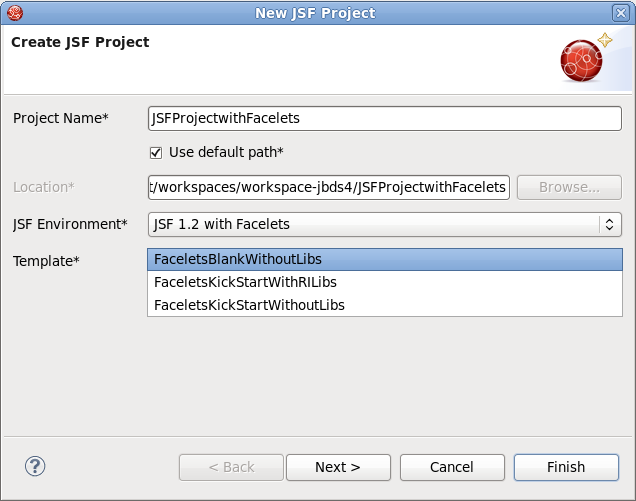 New JSF Project
Create JSF Project
Project Name* JSFProjectwithFacelets
Use default path*
Location* t/workspaces/workspace-jbds4/JSFProjectwithFacelets Browse...
JSF Environment* JSF 1.2 with Facelets
Template* FaceletsBlankWithoutLibs
FaceletsKickStartWithRILibs
FaceletsKickStartWithoutLibs
? < Back Next > Cancel Finish